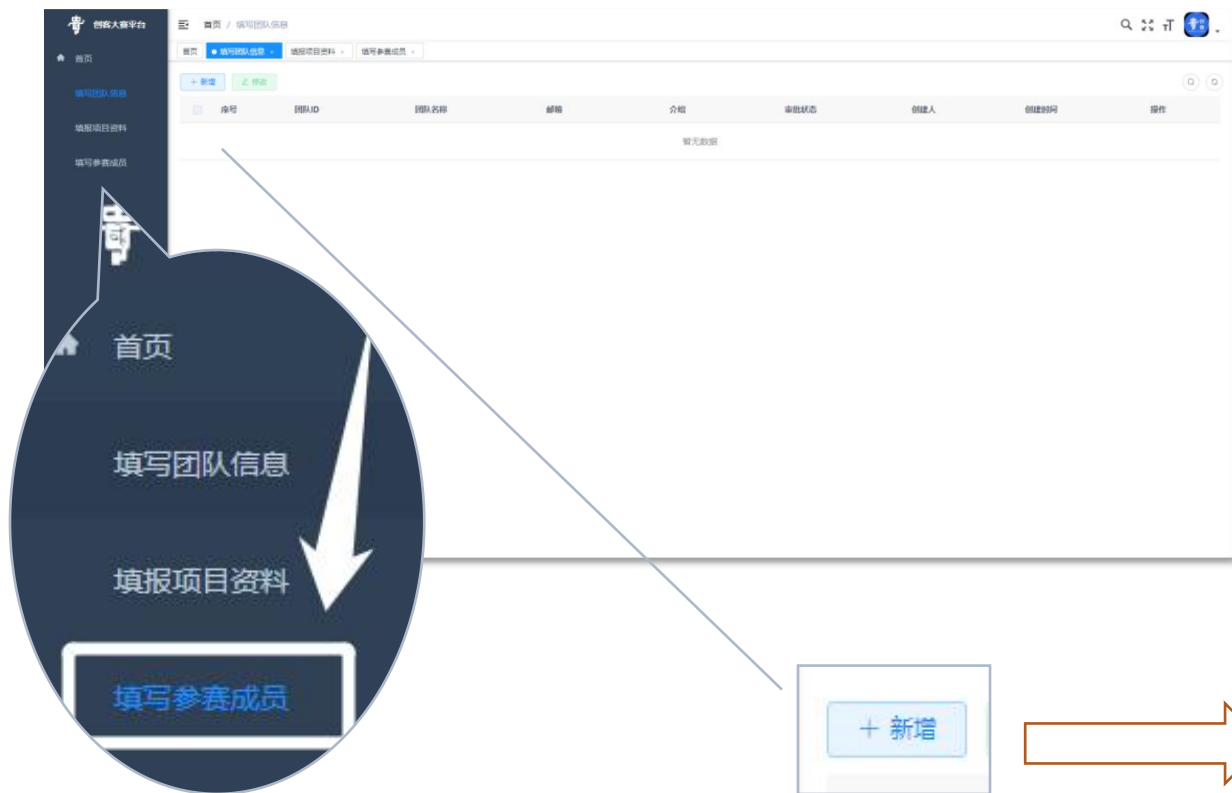 创客大赛平台
首页 / 填写团队信息
首页
填写团队信息
填报项目资料
填写参赛成员
首页
填写团队信息
填报项目资料
填写参赛成员
+ 新增
修改
序号 团队ID 团队名称 邮箱 介绍 审批状态 创建人 创建时间 操作
暂无数据
首页
填写团队信息
填报项目资料
填写参赛成员
+ 新增